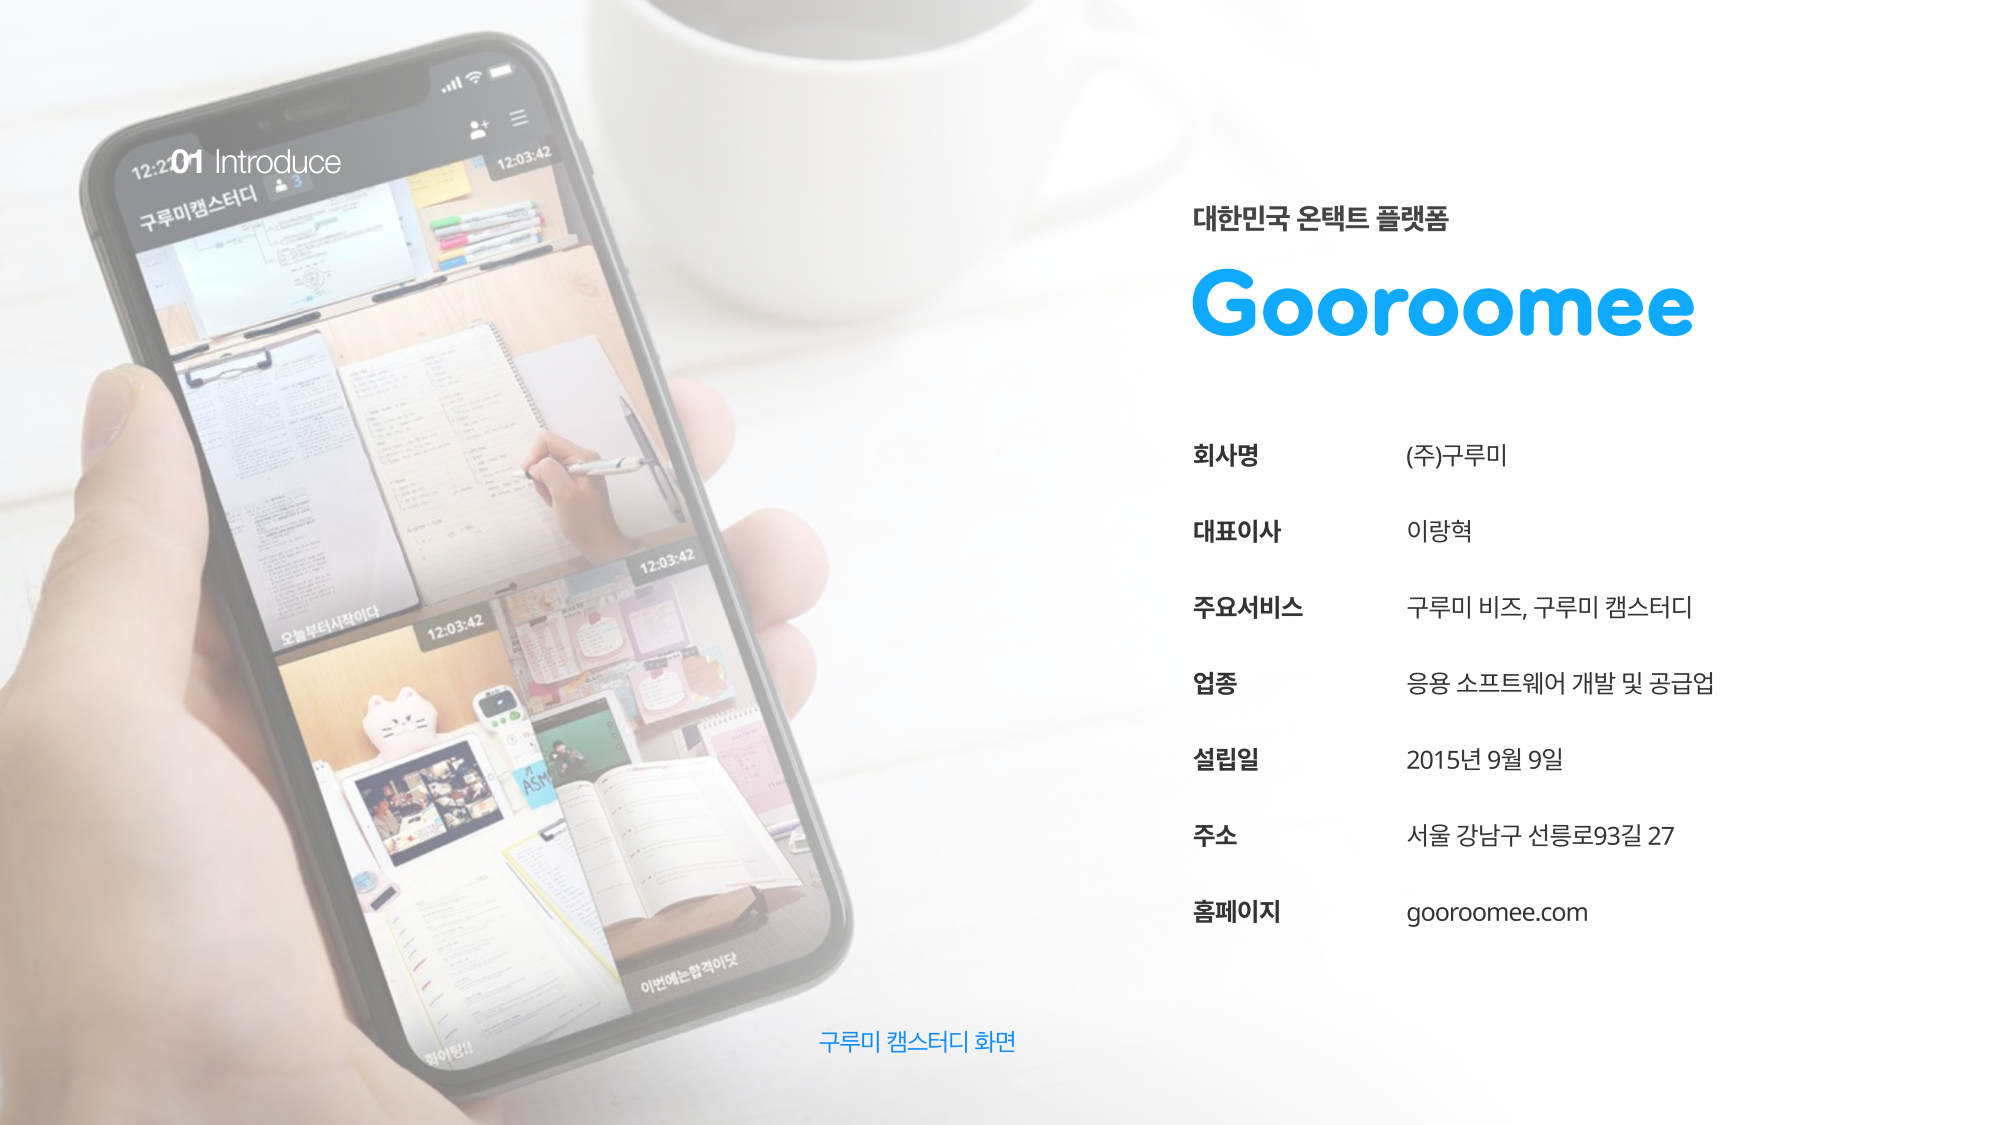 01 Introduce
구루미캠스터디
3
12:03:42
오늘부터시작이다
12:03:42
12:03:42
ASM
이번에는합격이닷
화이팅!!
구루미 캠스터디 화면
대한민국 온택트 플랫폼
Gooroomee
회사명 (주)구루미
대표이사 이랑혁
주요서비스 구루미 비즈, 구루미 캠스터디
업종 응용 소프트웨어 개발 및 공급업
설립일 2015년 9월 9일
주소 서울 강남구 선릉로93길 27
홈페이지 gooroomee.com